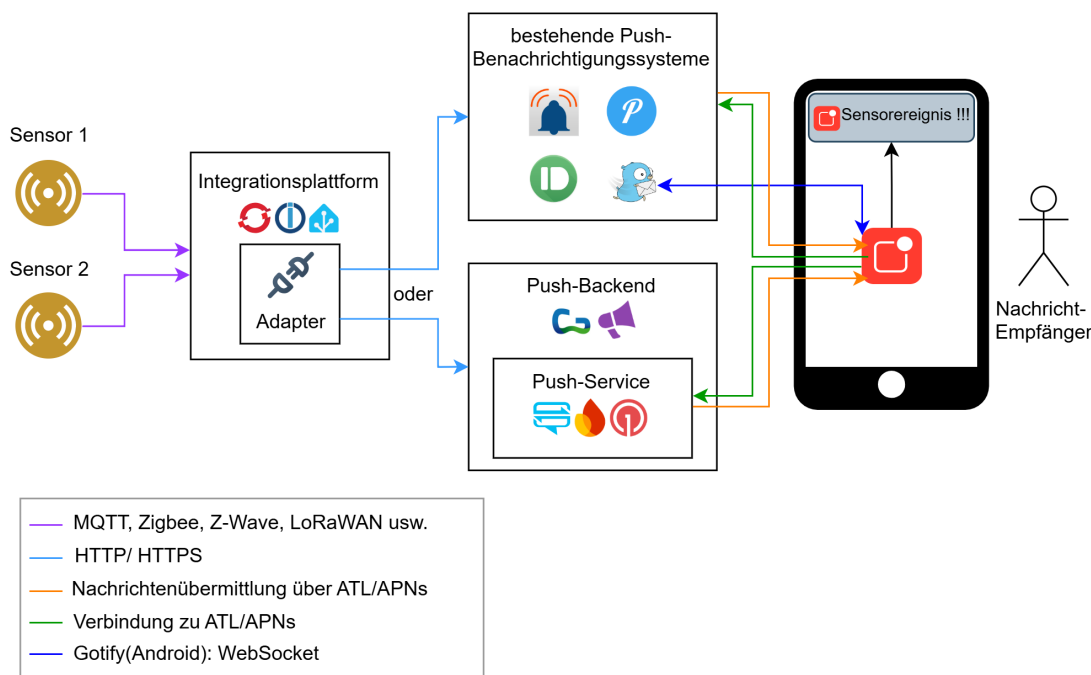 bestehende Push-
Benachrichtigungssysteme
Sensorereignis !!!
Sensor 1
Integrationsplattform
Sensor 2
Adapter
oder
Push-Backend
Push-Service
Nachricht-
Empfänger
MQTT, Zigbee, Z-Wave, LoRaWAN usw.
HTTP/ HTTPS
Nachrichtenübermittlung über ATL/APNs
Verbindung zu ATL/APNs
Gotify(Android): WebSocket